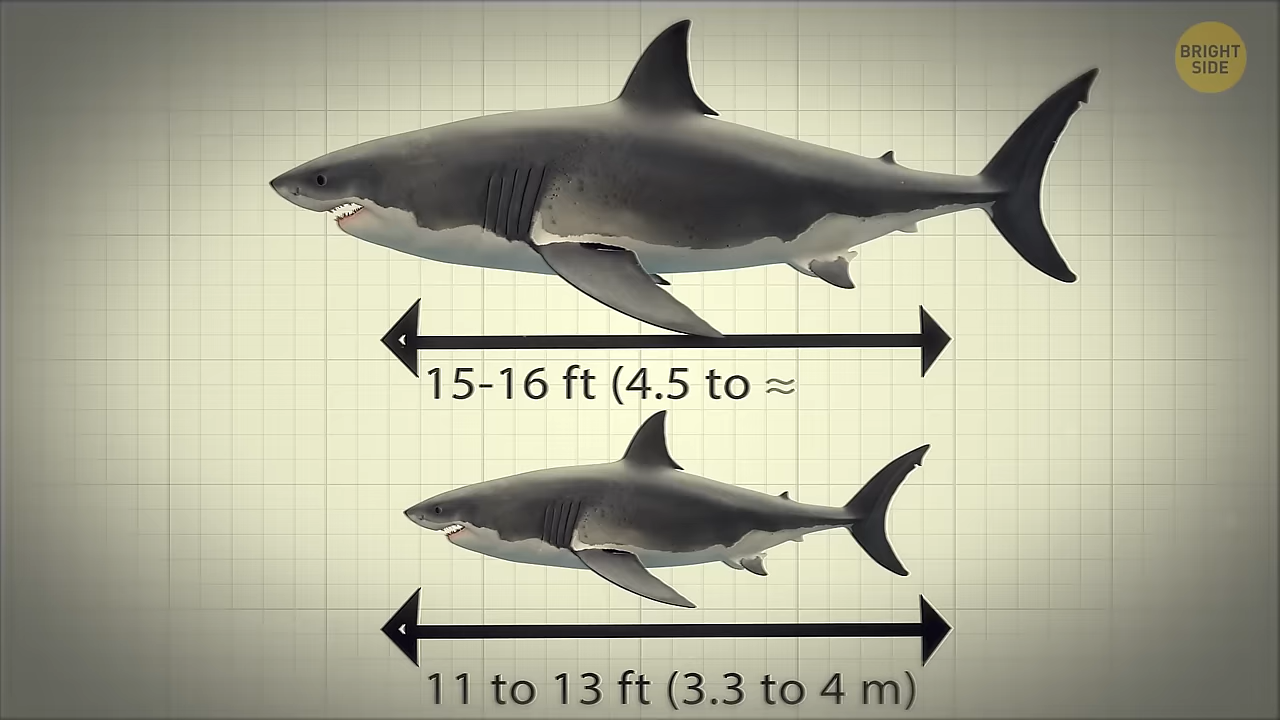 BRIGHT
SIDE
15-16 ft (4.5 to ≈
11 to 13 ft (3.3 to 4 m)